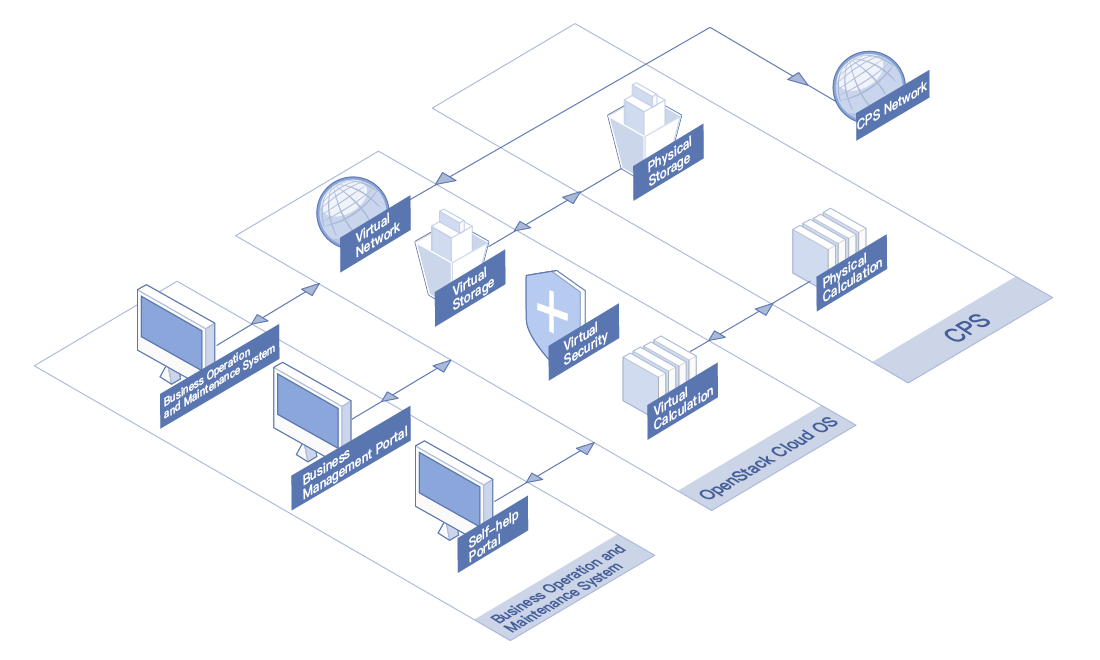 CPS Network
Physical
Storage
Virtual
Network
Virtual
Storage
Physical
Calculation
Virtual
Security
CPS
Business Operation
and Maintenance System
Virtual
Calculation
Business
Management Portal
OpenStack Cloud OS
Self-help
Portal
Business Operation and
Maintenance System